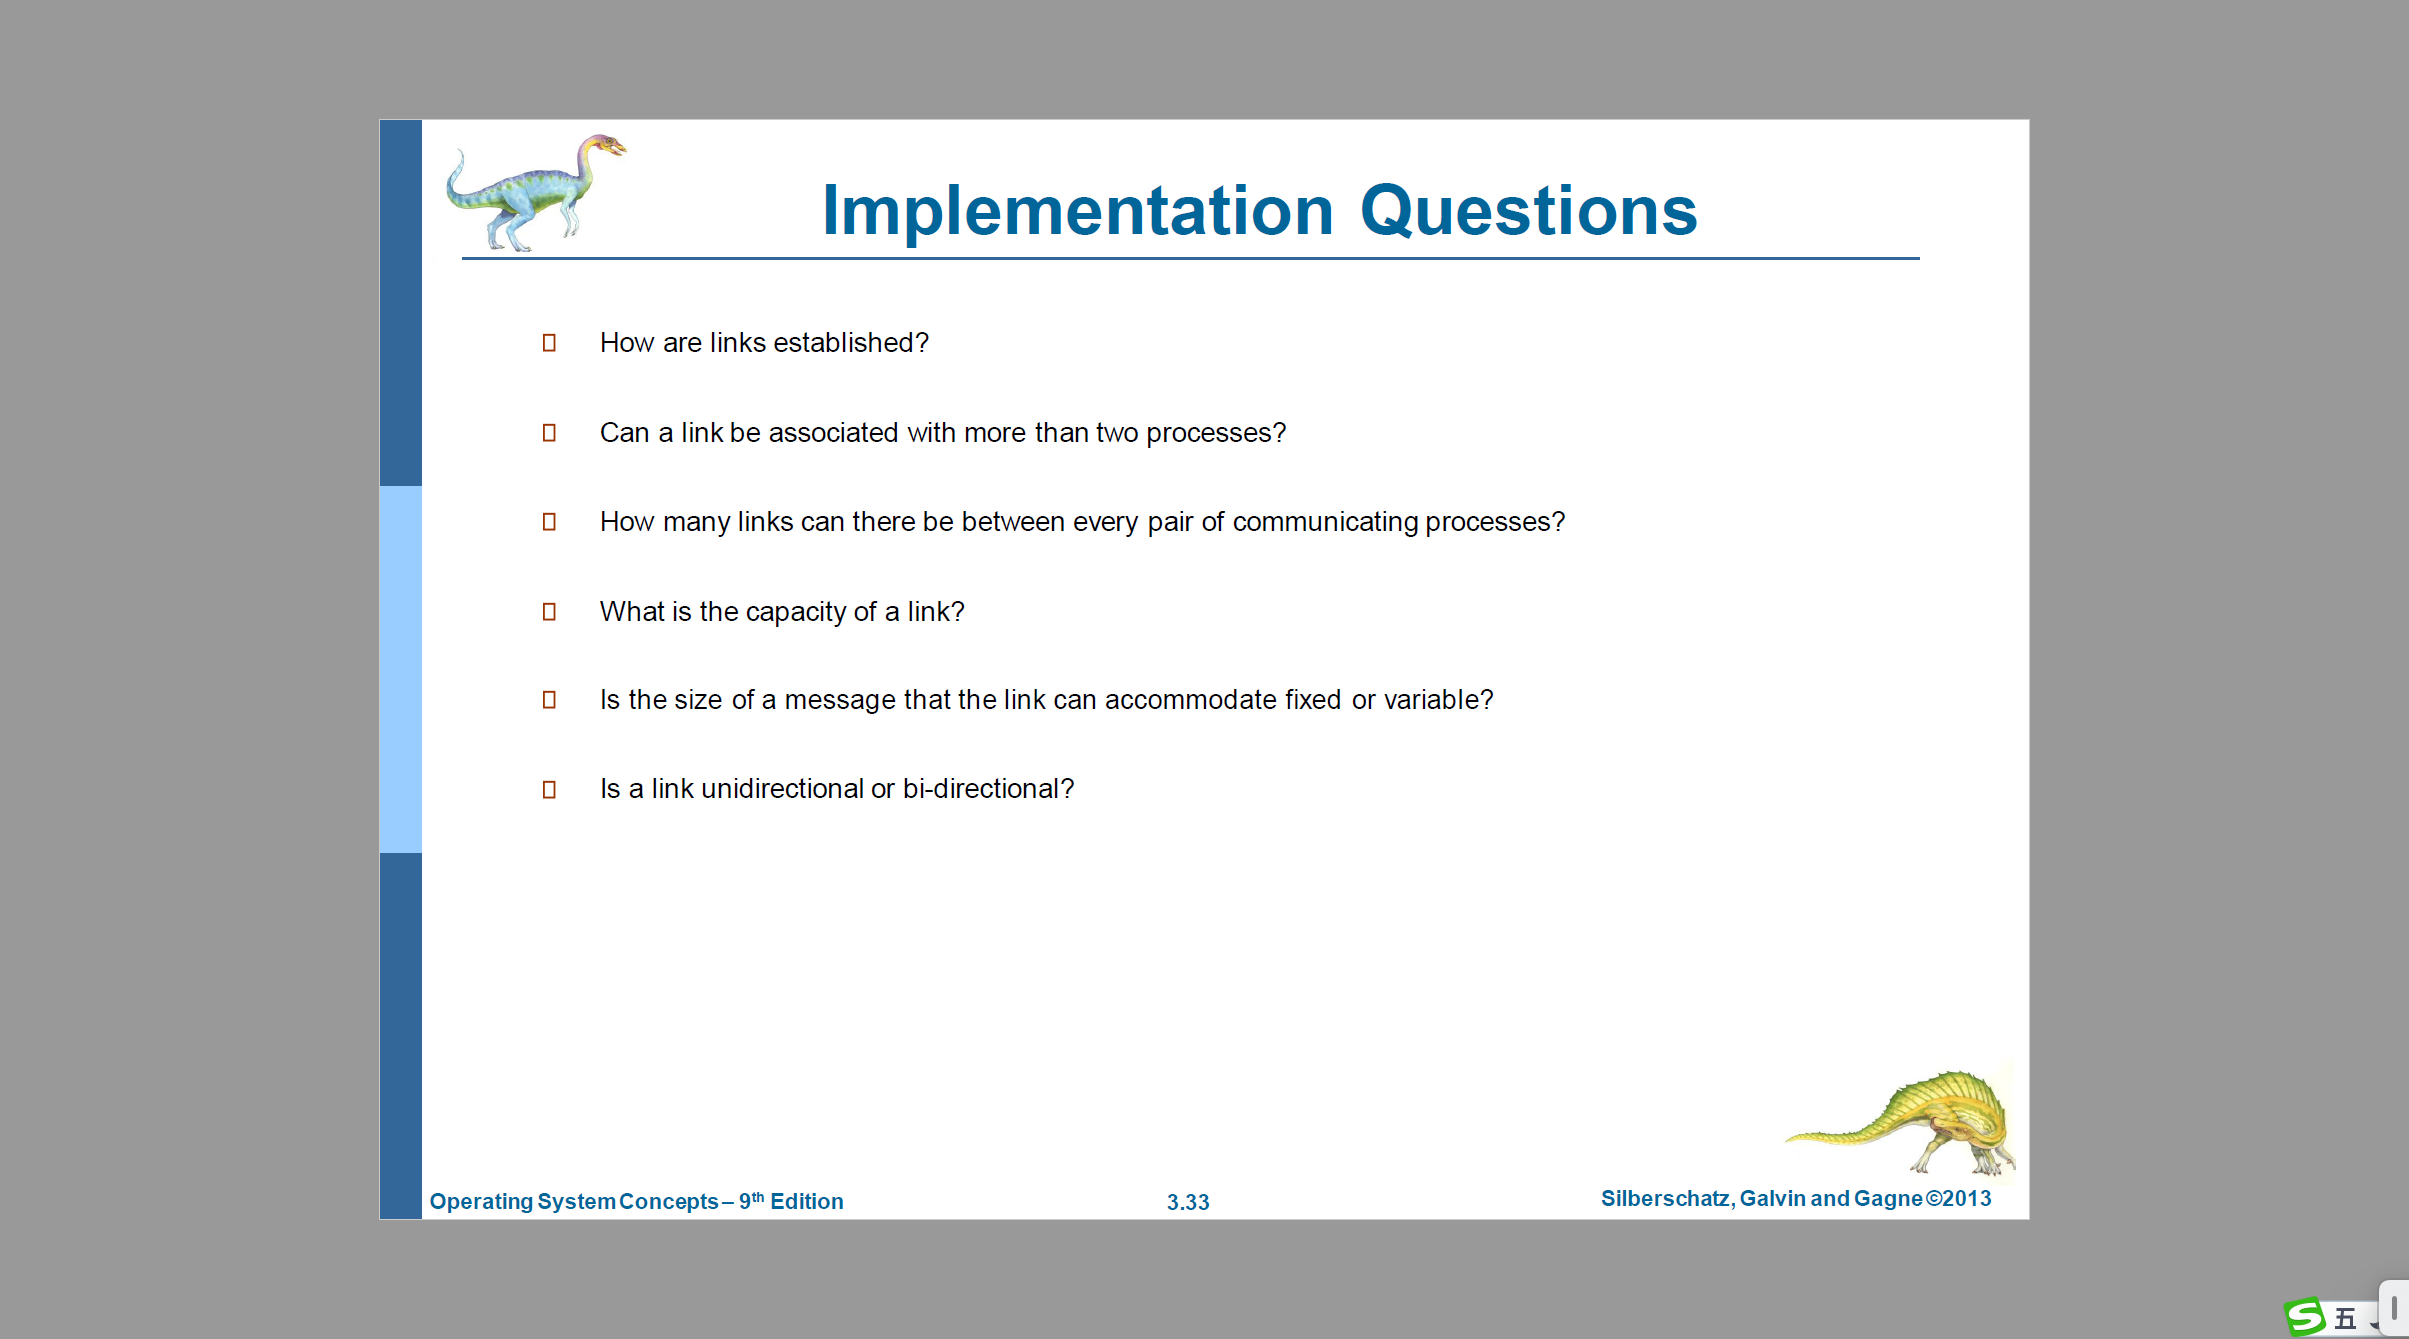 Implementation Questions
How are links established?
Can a link be associated with more than two processes?
How many links can there be between every pair of communicating processes?
What is the capacity of a link?
Is the size of a message that the link can accommodate fixed or variable?
Is a link unidirectional or bi-directional?
Operating System Concepts – 9th Edition
3.33
Silberschatz, Galvin and Gagne ©2013
S 五